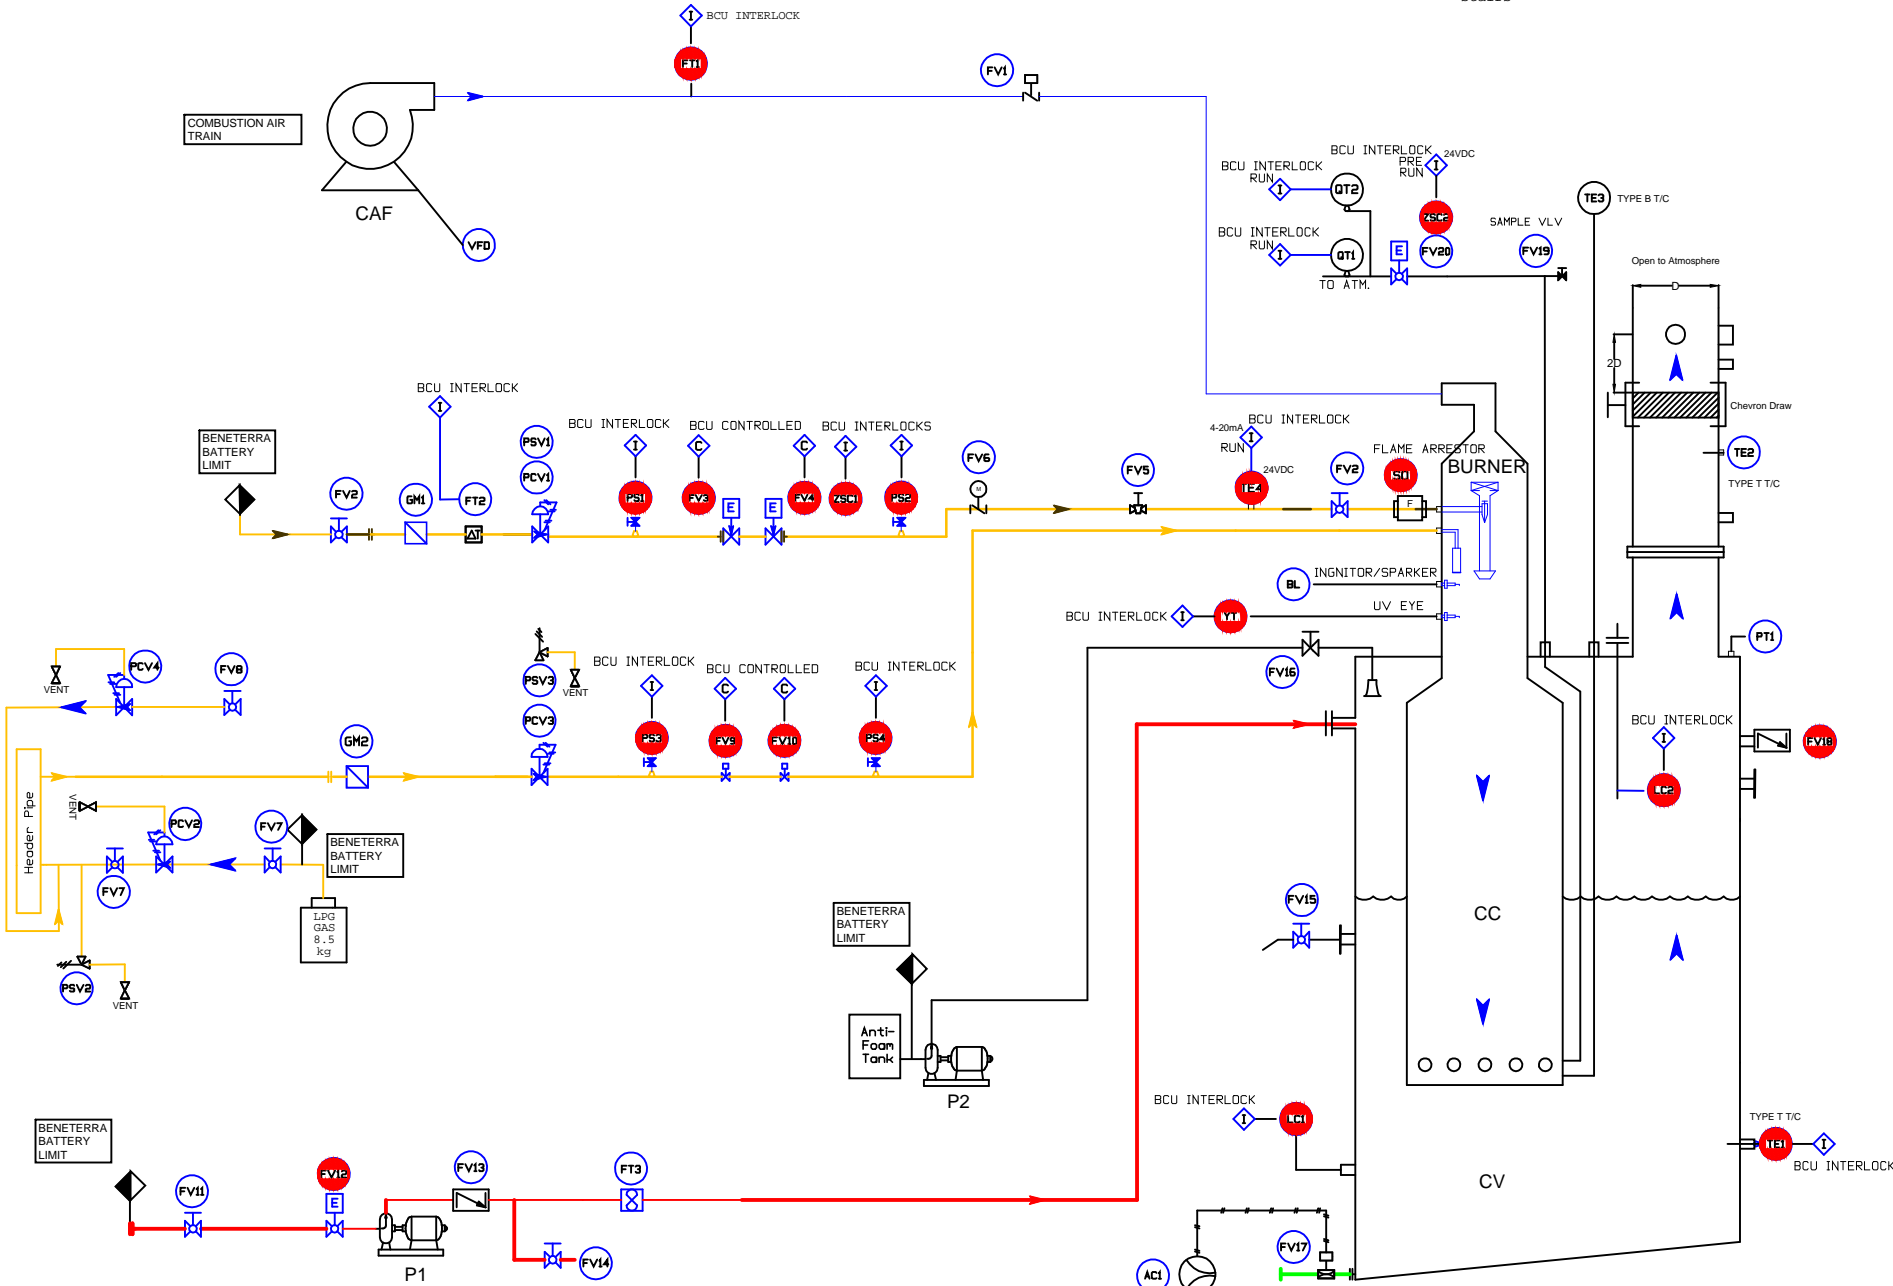 BCU INTERLOCK
I
FT1
FV1
COMBUSTION AIR
TRAIN
CAF
VFD
BCU INTERLOCK
PRE
RUN
I
24VDC
BCU INTERLOCK
RUN
I
QT2
ZSC2
BCU INTERLOCK
RUN
I
QT1
E
FV20
SAMPLE VLV
FV19
TO ATM.
TE3
TYPE B T/C
Open to Atmosphere
D
2D
Chevron Draw
TE2
TYPE T T/C
BCU INTERLOCK
I
BENETERRA
BATTERY
LIMIT
FV2
GM1
FT2
ΔT
PSV1
PCV1
BCU INTERLOCK
I
PS1
BCU CONTROLLED
C
C
FV3
FV4
E
E
BCU INTERLOCKS
I
I
ZSC1
PS2
FV6
M
FV5
BCU INTERLOCK
4-20mA
I
RUN
24VDC
TE4
FV2
FLAME ARRESTOR
ISO1
F
BURNER
BL
INGNITOR/SPARKER
BCU INTERLOCK
I
YT
UV EYE
FV16
PT1
PCV4
VENT
FV8
PSV3
VENT
PCV3
BCU INTERLOCK
I
PS3
BCU CONTROLLED
C
C
FV9
FV10
BCU INTERLOCK
I
PS4
GM2
Header Pipe
VENT
PCV2
FV7
FV7
BENETERRA
BATTERY
LIMIT
LPG
GAS
8.5
kg
PSV2
VENT
BCU INTERLOCK
I
LC2
FV18
FV15
CC
BENETERRA
BATTERY
LIMIT
Anti-
Foam
Tank
P2
BCU INTERLOCK
I
LC1
TYPE T T/C
TE1
I
BCU INTERLOCK
CV
BENETERRA
BATTERY
LIMIT
FV11
FV12
E
P1
FV13
FT3
FV14
AC1
FV17